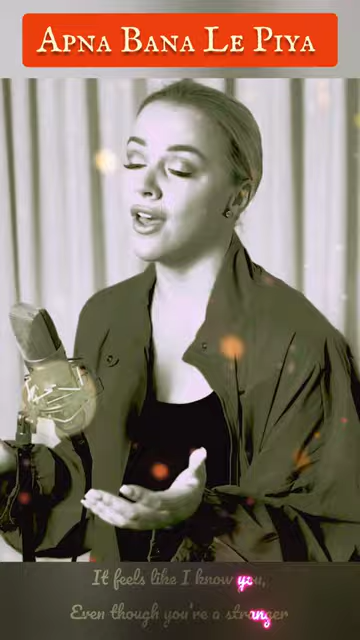 Apna Bana Le Piya
It feels like I know you,
Even though you're a stranger